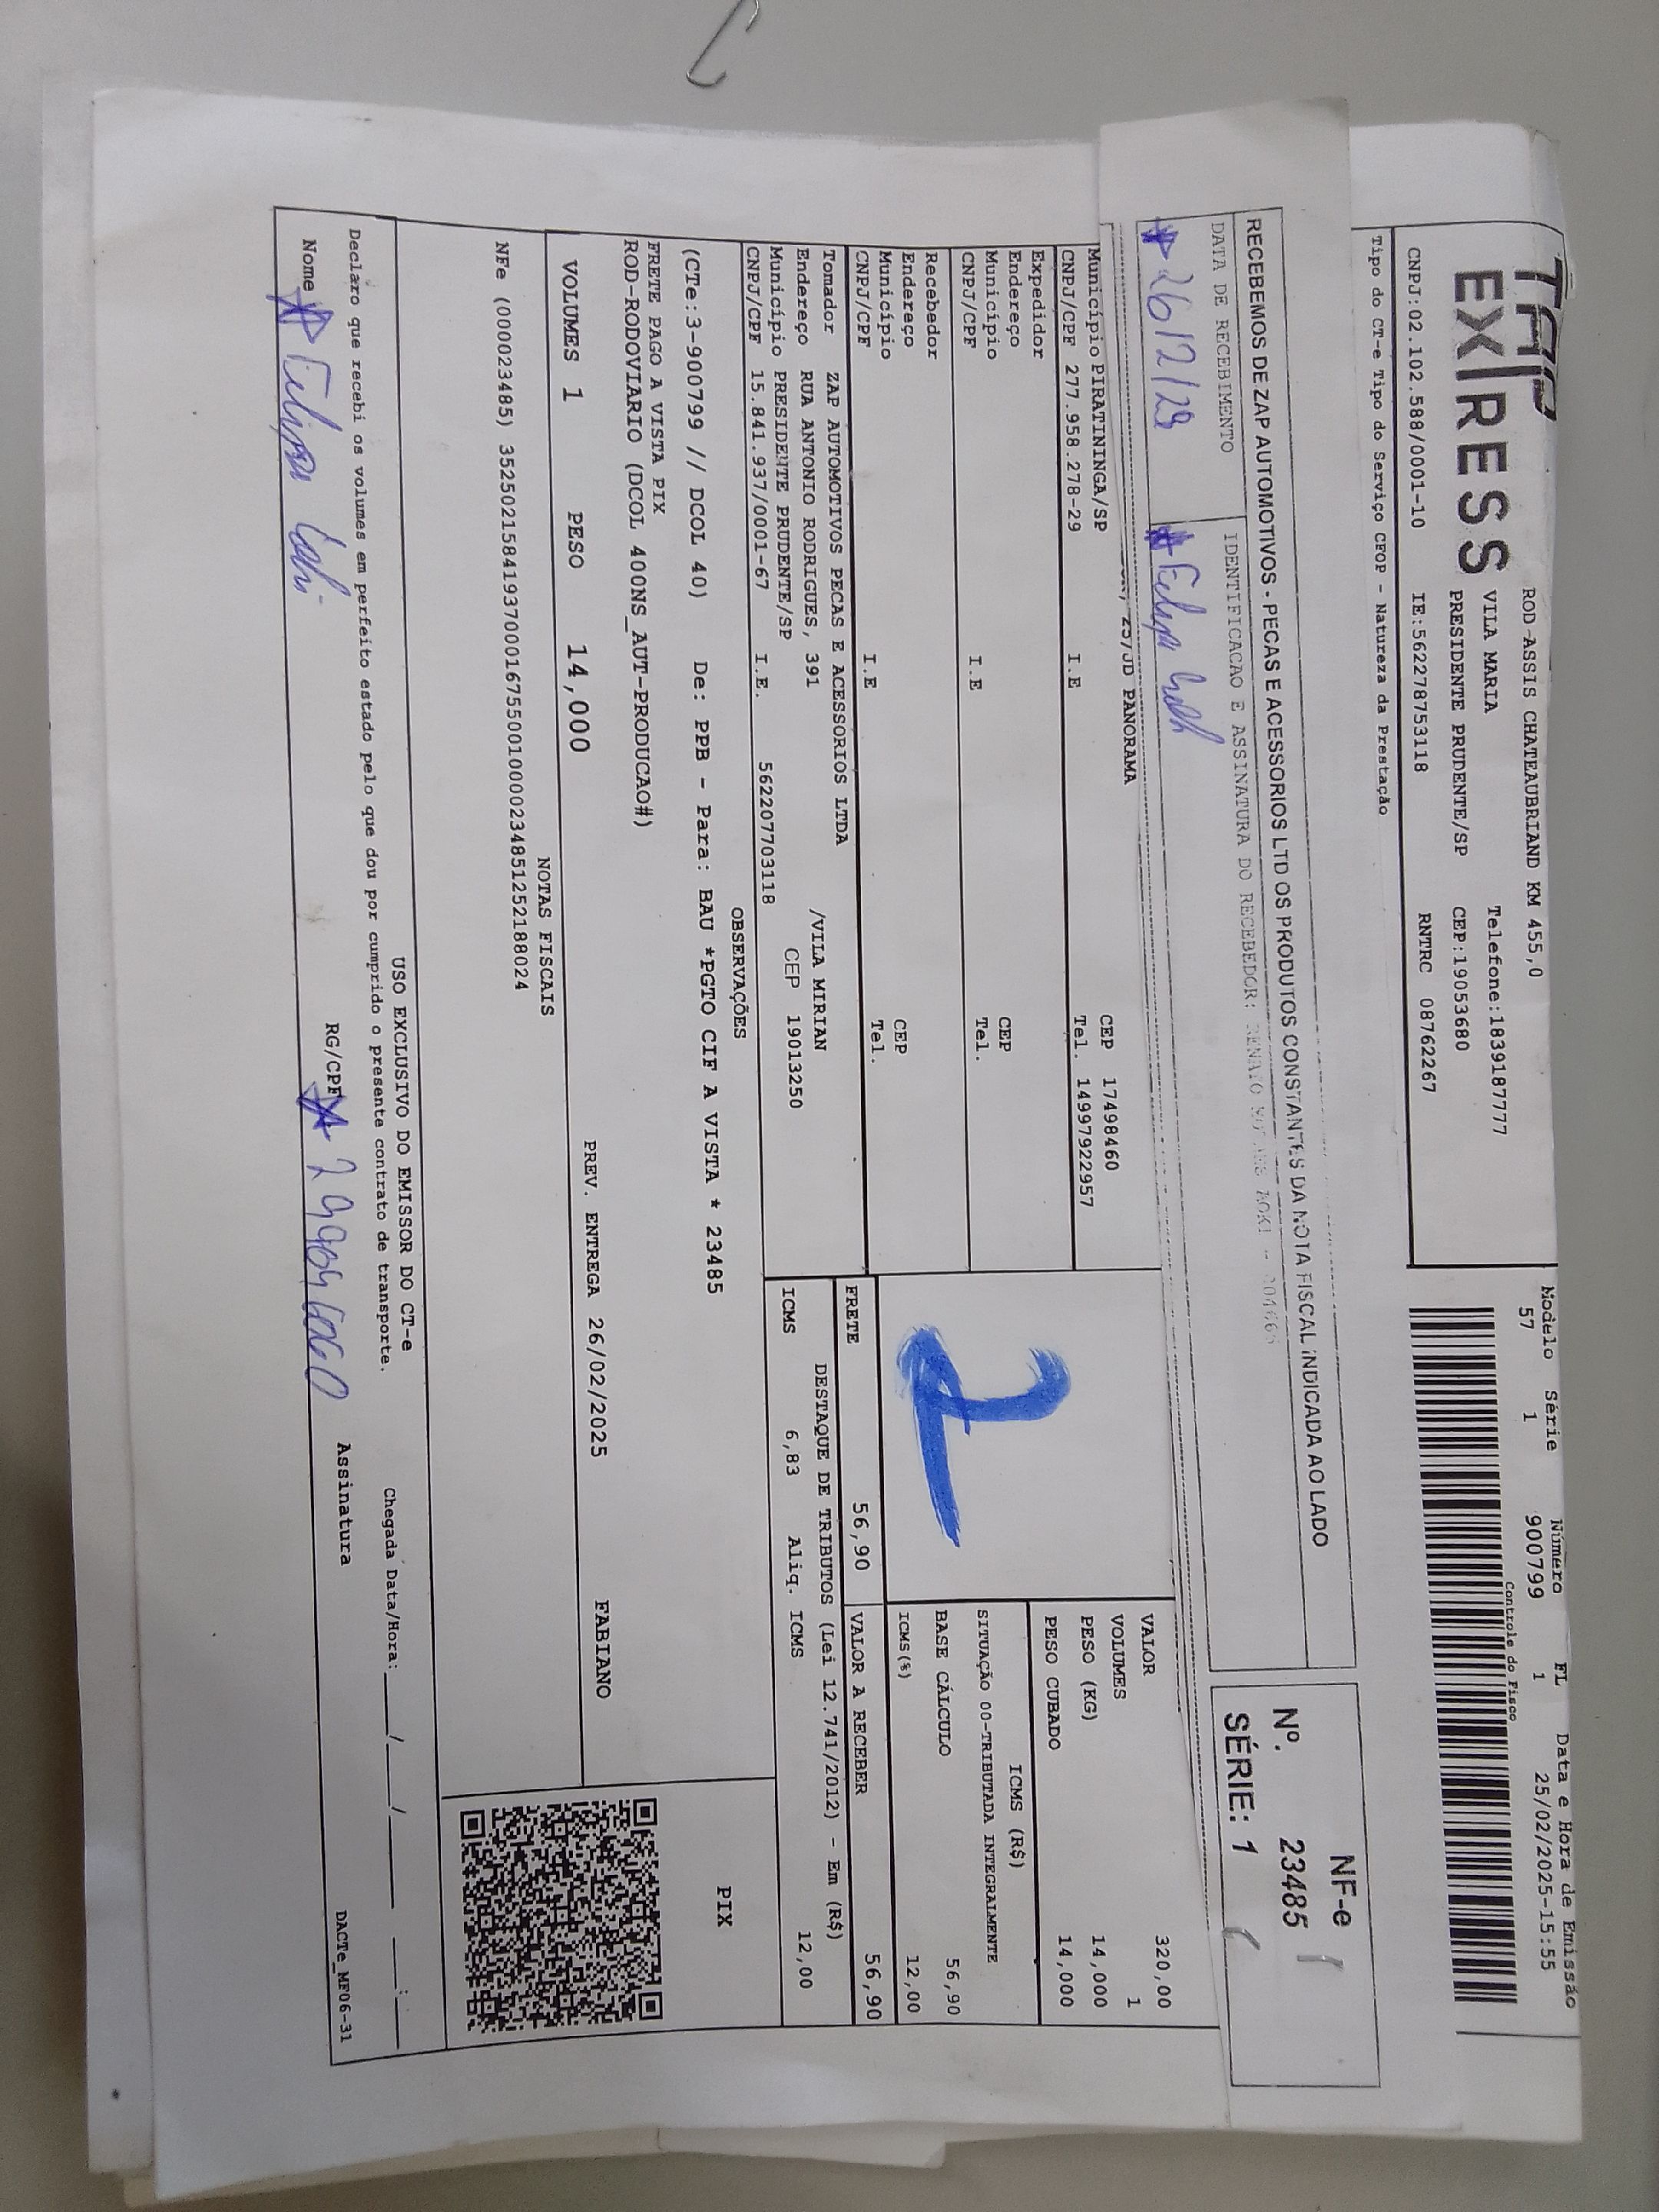 EXPRESS
ROD-ASSIS CHATEAUBRIAND KM 455,0
VILA MARIA Telefone:1839187777
PRESIDENTE PRUDENTE/SP CEP:19053680
CNPJ:02.102.588/0001-10 IE:562278753118 RNTRC 08762267
Modelo Série Número FL Data e Hora de Emissão
57 1 900799 1 25/02/2025-15:55
Controle do Fisco
Tipo do CT-e Tipo do Serviço CFOP - Natureza da Prestação
RECEBEMOS DE ZAP AUTOMOTIVOS - PECAS E ACESSORIOS LTD OS PRODUTOS CONSTANTES DA NOTA FISCAL INDICADA AO LADO
DATA DE RECEBIMENTO
IDENTIFICACAO E ASSINATURA DO RECEBEDOR:
NF-e
Nº. 23485
SÉRIE: 1
JD PANORAMA
Município PIRATININGA/SP CEP 17498460
CNPJ/CPF 277.958.278-29 I.E Tel. 14997922957
Expedidor
Endereço
Município CEP
CNPJ/CPF I.E Tel.
Recebedor
Endereço
Município CEP
CNPJ/CPF I.E Tel.
2
VALOR 320,00
VOLUMES 1
PESO (KG) 14,000
PESO CUBADO 14,000
ICMS (R$)
SITUAÇÃO 00-TRIBUTADA INTEGRALMENTE
BASE CÁLCULO 56,90
ICMS(%) 12,00
Tomador ZAP AUTOMOTIVOS PECAS E ACESSORIOS LTDA
Endereço RUA ANTONIO RODRIGUES, 391 /VILA MIRIAN
Município PRESIDENTE PRUDENTE/SP CEP 19013250
CNPJ/CPF 15.841.937/0001-67 I.E. 562207703118
FRETE 56,90 VALOR A RECEBER 56,90
DESTAQUE DE TRIBUTOS (Lei 12.741/2012) - Em (R$)
ICMS 6,83 Aliq. ICMS 12,00
OBSERVAÇÕES
(CTe:3-900799 // DCOL 40) De: PPB - Para: BAU *PGTO CIF A VISTA * 23485
PIX
FRETE PAGO A VISTA PIX
ROD-RODOVIARIO (DCOL 400NS_AUT-PRODUCAO#)
VOLUMES 1 PESO 14,000 PREV. ENTREGA 26/02/2025 FABIANO
NOTAS FISCAIS
NFe (000023485) 35250215841937000167550010000234851252188024
USO EXCLUSIVO DO EMISSOR DO CT-e
Declaro que recebi os volumes em perfeito estado pelo que dou por cumprido o presente contrato de transporte. Chegada Data/Hora:___/___/___ __:__
Nome Felipe RG/CPF Assinatura
DACTe_MF06-31